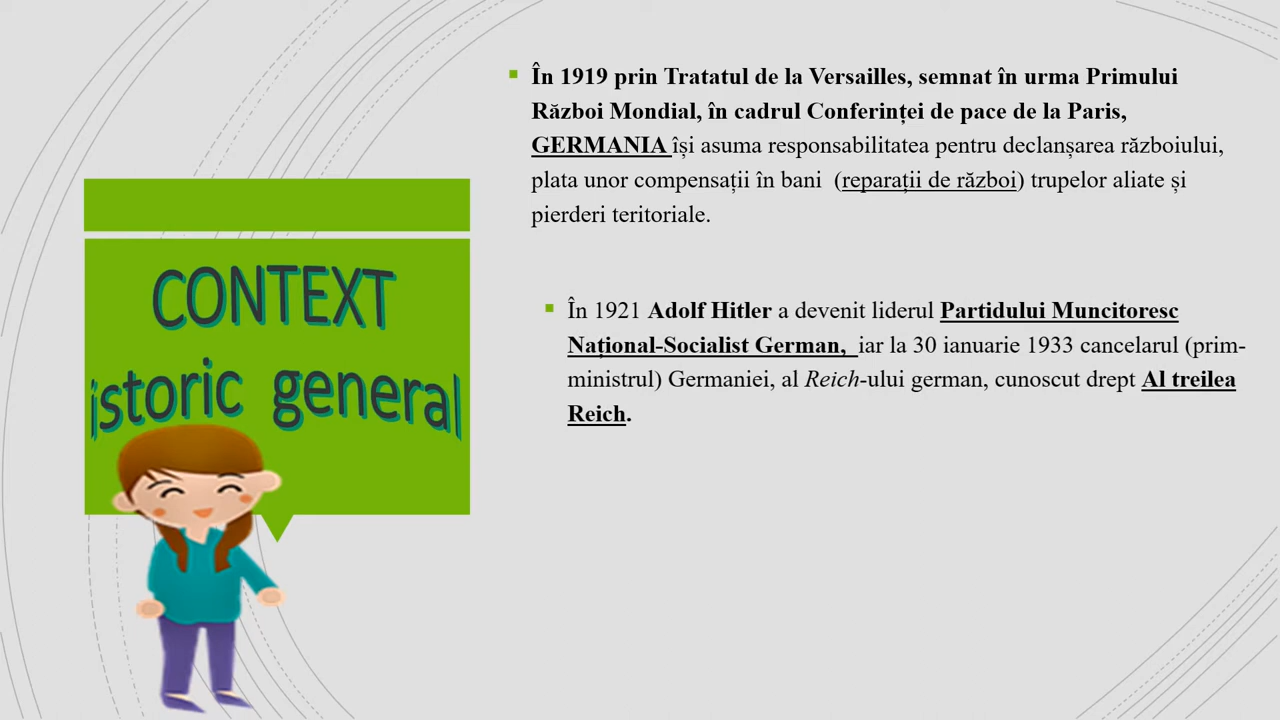 CONTEXT
istoric general
În 1919 prin Tratatul de la Versailles, semnat în urma Primului
Război Mondial, în cadrul Conferinței de pace de la Paris,
GERMANIA își asuma responsabilitatea pentru declanșarea războiului,
plata unor compensații în bani (reparații de război) trupelor aliate și
pierderi teritoriale.
În 1921 Adolf Hitler a devenit liderul Partidului Muncitoresc
Național-Socialist German, iar la 30 ianuarie 1933 cancelarul (prim-
ministrul) Germaniei, al Reich-ului german, cunoscut drept Al treilea
Reich.